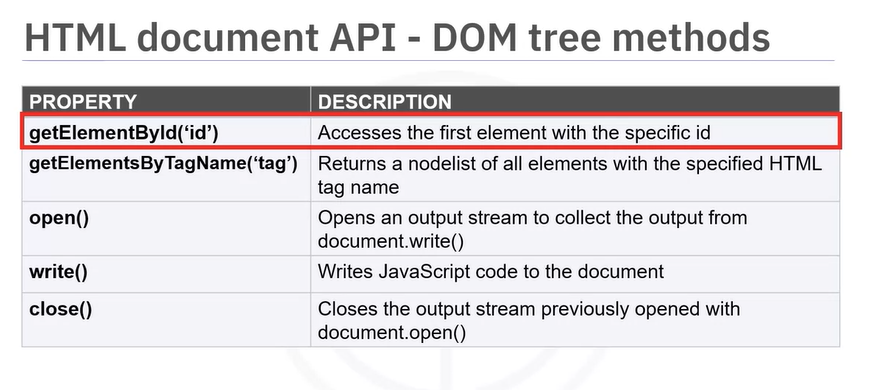 HTML document API - DOM tree methods
PROPERTY DESCRIPTION
getElementById(‘id’) Accesses the first element with the specific id
getElementsByTagName(‘tag’) Returns a nodelist of all elements with the specified HTML
tag name
open() Opens an output stream to collect the output from
document.write()
write() Writes JavaScript code to the document
close() Closes the output stream previously opened with
document.open()